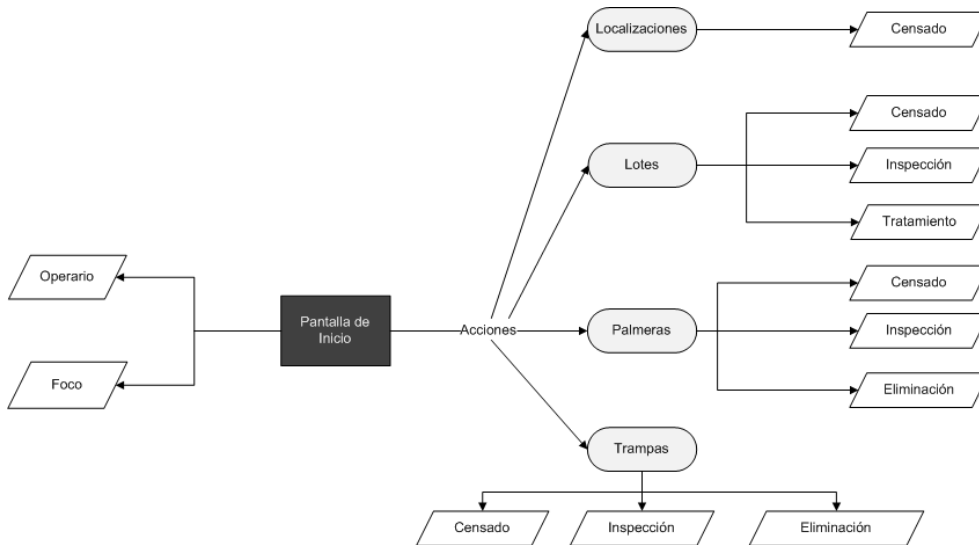 Localizaciones
Censado
Censado
Lotes
Inspección
Tratamiento
Operario
Censado
Pantalla de
Inicio
Acciones
Palmeras
Inspección
Foco
Eliminación
Trampas
Censado
Inspección
Eliminación